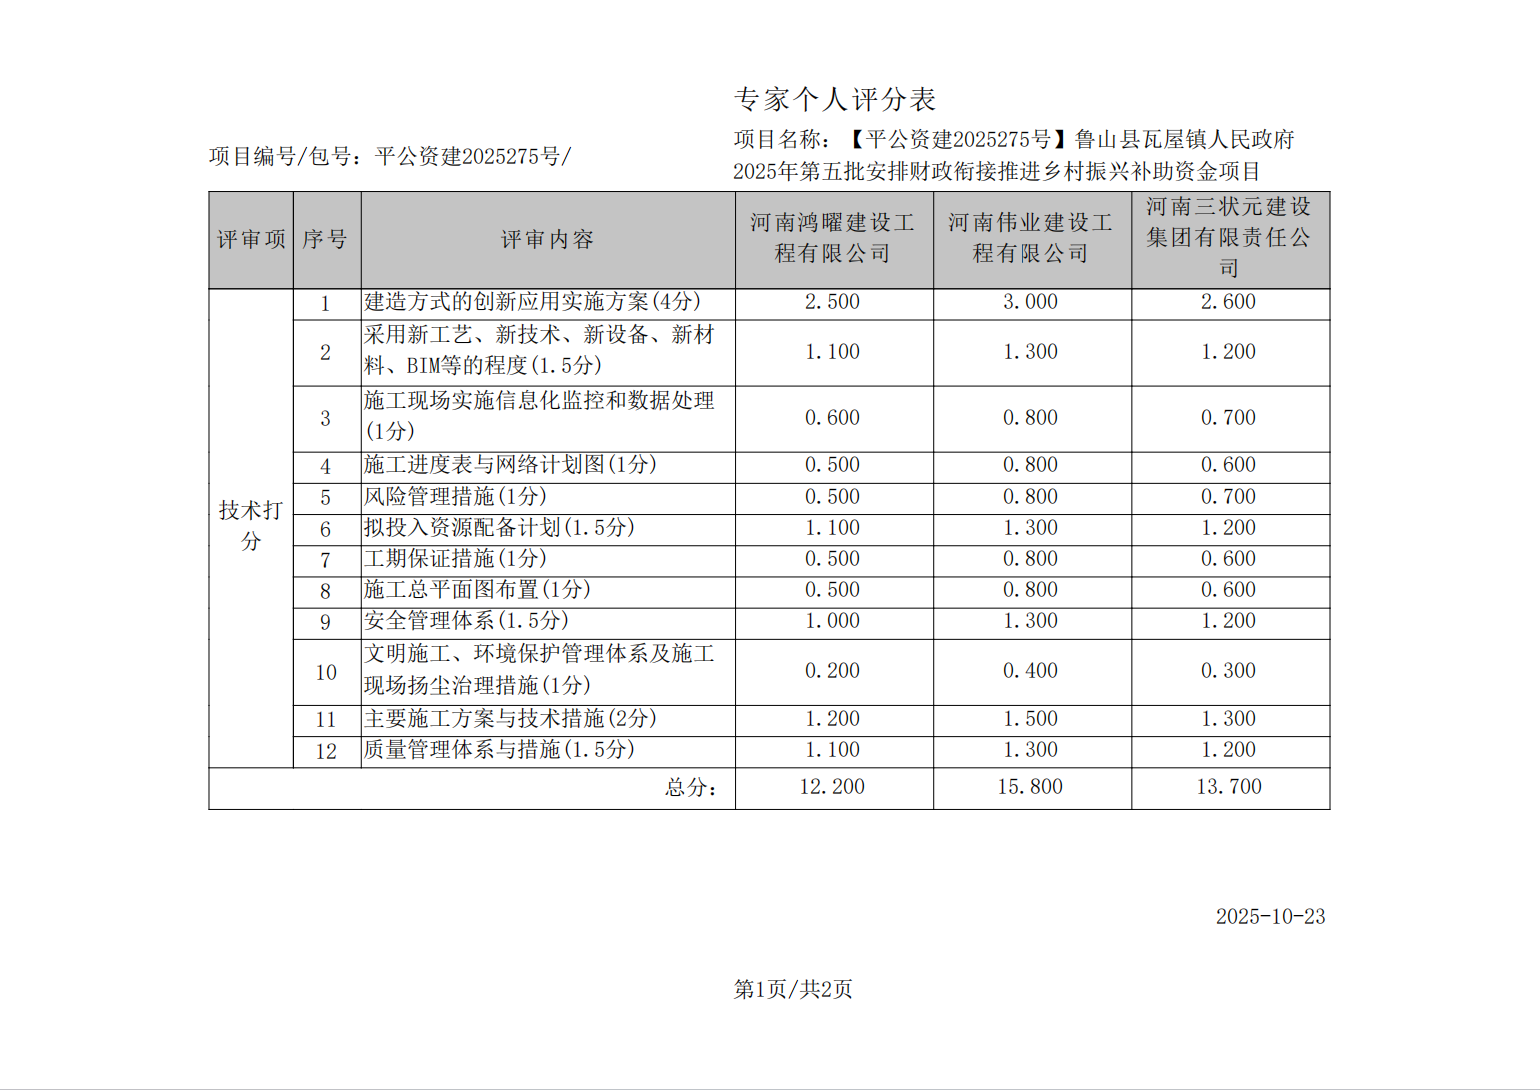 专家个人评分表
项目编号/包号：平公资建2025275号/
项目名称：【平公资建2025275号】鲁山县瓦屋镇人民政府
2025年第五批安排财政衔接推进乡村振兴补助资金项目
评审项 序号 评审内容 河南鸿曜建设工程有限公司 河南伟业建设工程有限公司 河南三状元建设集团有限责任公司
技术打分
1 建造方式的创新应用实施方案(4分) 2.500 3.000 2.600
2 采用新工艺、新技术、新设备、新材
料、BIM等的程度(1.5分) 1.100 1.300 1.200
3 施工现场实施信息化监控和数据处理
(1分) 0.600 0.800 0.700
4 施工进度表与网络计划图(1分) 0.500 0.800 0.600
5 风险管理措施(1分) 0.500 0.800 0.700
6 拟投入资源配备计划(1.5分) 1.100 1.300 1.200
7 工期保证措施(1分) 0.500 0.800 0.600
8 施工总平面图布置(1分) 0.500 0.800 0.600
9 安全管理体系(1.5分) 1.000 1.300 1.200
10 文明施工、环境保护管理体系及施工
现场扬尘治理措施(1分) 0.200 0.400 0.300
11 主要施工方案与技术措施(2分) 1.200 1.500 1.300
12 质量管理体系与措施(1.5分) 1.100 1.300 1.200
总分： 12.200 15.800 13.700
2025-10-23
第1页/共2页